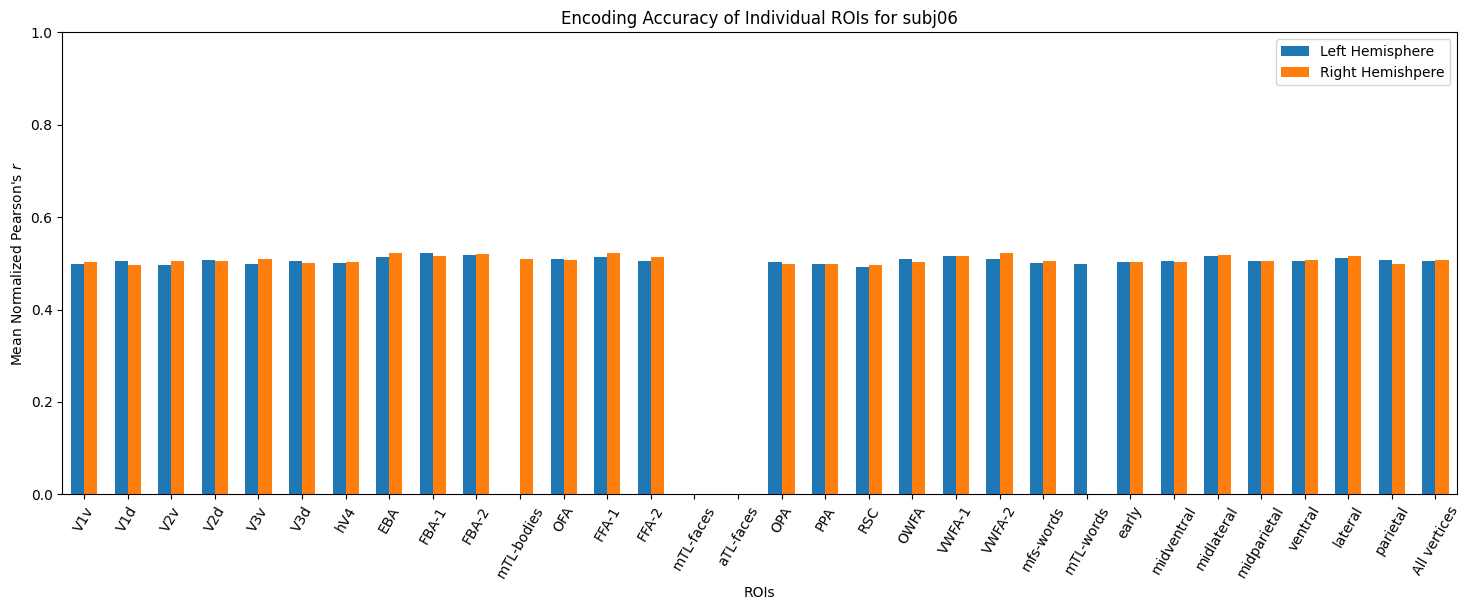 Encoding Accuracy of Individual ROIs for subj06
Left Hemisphere
Right Hemishpere
Mean Normalized Pearson's r
1.0
0.8
0.6
0.4
0.2
0.0
V1v
V1d
V2v
V2d
V3v
V3d
hV4
EBA
FBA-1
FBA-2
mTL-bodies
OFA
FFA-1
FFA-2
mTL-faces
aTL-faces
OPA
PPA
RSC
OWFA
VWFA-1
VWFA-2
mfs-words
mTL-words
early
midventral
midlateral
midparietal
ventral
lateral
parietal
All vertices
ROIs